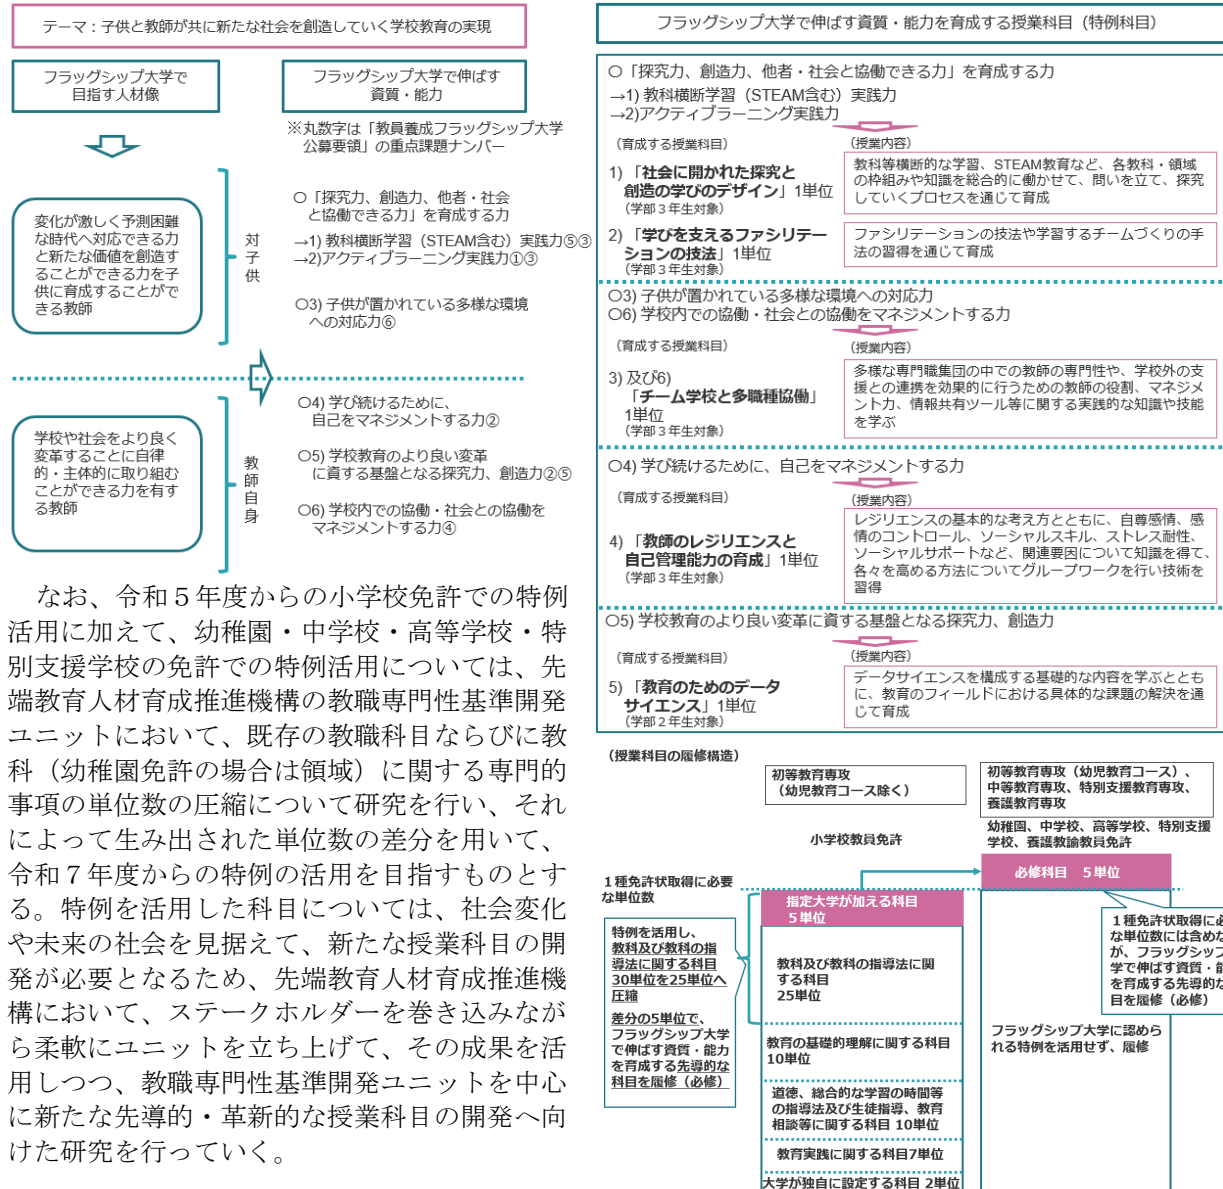 テーマ：子供と教師が共に新たな社会を創造していく学校教育の実現
フラッグシップ大学で
目指す人材像
フラッグシップ大学で伸ばす
資質・能力
※丸数字は「教員養成フラッグシップ大学
公募要領」の重点課題ナンバー
変化が激しく予測困難
な時代へ対応できる力
と新たな価値を創造す
ることができる力を子
供に育成することがで
きる教師
対子供
○「探究力、創造力、他者・社会
と協働できる力」を育成する力
→1) 教科横断学習（STEAM含む）実践力⑤③
→2)アクティブラーニング実践力①③
○3) 子供が置かれている多様な環境
への対応力⑥
学校や社会をより良く
変革することに自律
的・主体的に取り組む
ことができる力を有す
る教師
教師自身
○4) 学び続けるために、
自己をマネジメントする力②
○5) 学校教育のより良い変革
に資する基盤となる探究力、創造力②⑤
○6) 学校内での協働・社会との協働を
マネジメントする力④
なお、令和５年度からの小学校免許での特例
活用に加えて、幼稚園・中学校・高等学校・特
別支援学校の免許での特例活用については、先
端教育人材育成推進機構の教職専門性基準開発
ユニットにおいて、既存の教職科目ならびに教
科（幼稚園免許の場合は領域）に関する専門的
事項の単位数の圧縮について研究を行い、それ
によって生み出された単位数の差分を用いて、
令和７年度からの特例の活用を目指すものとす
る。特例を活用した科目については、社会変化
や未来の社会を見据えて、新たな授業科目の開
発が必要となるため、先端教育人材育成推進機
構において、ステークホルダーを巻き込みなが
ら柔軟にユニットを立ち上げて、その成果を活
用しつつ、教職専門性基準開発ユニットを中心
に新たな先導的・革新的な授業科目の開発へ向
けた研究を行っていく。
フラッグシップ大学で伸ばす資質・能力を育成する授業科目（特例科目）
○「探究力、創造力、他者・社会と協働できる力」を育成する力
→1) 教科横断学習（STEAM含む）実践力
→2)アクティブラーニング実践力
（育成する授業科目）
（授業内容）
1) 「社会に開かれた探究と
創造の学びのデザイン」1単位
（学部３年生対象）
教科等横断的な学習、STEAM教育など、各教科・領域
の枠組みや知識を総合的に働かせて、問いを立て、探究
していくプロセスを通じて育成
2) 「学びを支えるファシリテー
ションの技法」1単位
（学部３年生対象）
ファシリテーションの技法や学習するチームづくりの手
法の習得を通じて育成
○3) 子供が置かれている多様な環境への対応力
○6) 学校内での協働・社会との協働をマネジメントする力
（育成する授業科目）
（授業内容）
3) 及び6)
「チーム学校と多職種協働」
1単位
（学部３年生対象）
多様な専門職集団の中での教師の専門性や、学校外の支
援との連携を効果的に行うための教師の役割、マネジメ
ント力、情報共有ツール等に関する実践的な知識や技能
を学ぶ
○4) 学び続けるために、自己をマネジメントする力
（育成する授業科目）
（授業内容）
4) 「教師のレジリエンスと
自己管理能力の育成」1単位
（学部３年生対象）
レジリエンスの基本的な考え方とともに、自尊感情、感
情のコントロール、ソーシャルスキル、ストレス耐性、
ソーシャルサポートなど、関連要因について知識を得て、
各々を高める方法についてグループワークを行い技術を
習得
○5) 学校教育のより良い変革に資する基盤となる探究力、創造力
（育成する授業科目）
（授業内容）
5) 「教育のためのデータ
サイエンス」1単位
（学部２年生対象）
データサイエンスを構成する基礎的な内容を学ぶととも
に、教育のフィールドにおける具体的な課題の解決を通
じて育成
（授業科目の履修構造）
初等教育専攻
（幼児教育コース除く）
初等教育専攻（幼児教育コース）、
中等教育専攻、特別支援教育専攻、
養護教育専攻
小学校教員免許
幼稚園、中学校、高等学校、特別支援
学校、養護教諭教員免許
必修科目　５単位
１種免許状取得に必要
な単位数
指定大学が加える科目
５単位
特例を活用し、
教科及び教科の指
導法に関する科目
30単位を25単位へ
圧縮
差分の5単位で、
フラッグシップ大学
で伸ばす資質・能力
を育成する先導的な
科目を履修（必修）
教科及び教科の指導法に関
する科目
25単位
教育の基礎的理解に関する科目
10単位
道徳、総合的な学習の時間等
の指導法及び生徒指導、教育
相談等に関する科目 10単位
教育実践に関する科目7単位
大学が独自に設定する科目 2単位
１種免許状取得に必
な単位数には含めな
が、フラッグシップ
学で伸ばす資質・能
を育成する先導的な
目を履修（必修）
フラッグシップ大学に認めら
れる特例を活用せず、履修